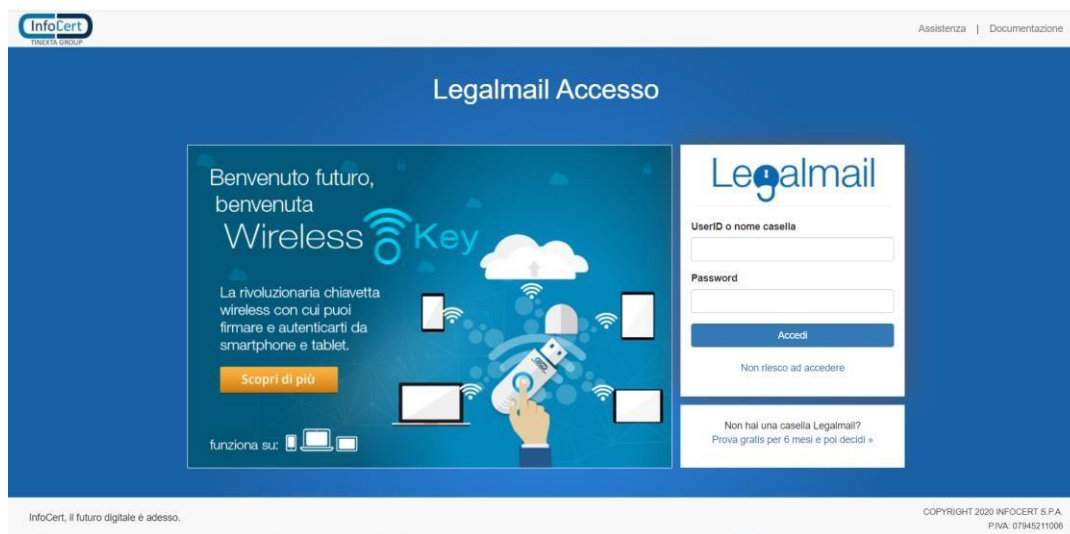 InfoCert
TINEXTA GROUP
Assistenza | Documentazione
Legalmail Accesso
Benvenuto futuro,
benvenuta
Wireless Key
La rivoluzionaria chiavetta
wireless con cui puoi
firmare e autenticarti da
smartphone e tablet.
Scopri di più
funziona su:
Legalmail
UserID o nome casella
Password
Accedi
Non riesco ad accedere
Non hai una casella Legalmail?
Prova gratis per 6 mesi e poi decidi »
InfoCert, il futuro digitale è adesso.
COPYRIGHT 2020 INFOCERT S.P.A.
P.IVA: 07945211006